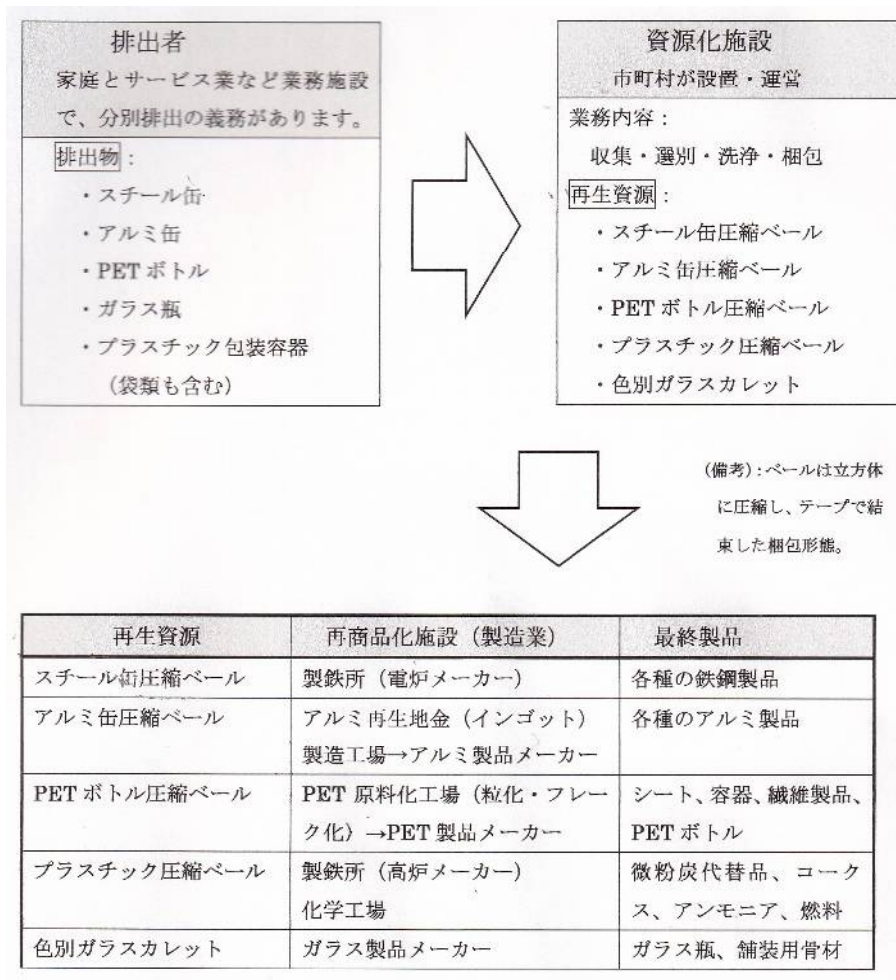 排出者
家庭とサービス業など業務施設
で、分別排出の義務があります。
排出物：
・スチール缶
・アルミ缶
・PETボトル
・ガラス瓶
・プラスチック包装容器
（袋類も含む）
資源化施設
市町村が設置・運営
業務内容：
収集・選別・洗浄・梱包
再生資源：
・スチール缶圧縮ベール
・アルミ缶圧縮ベール
・PETボトル圧縮ベール
・プラスチック圧縮ベール
・色別ガラスカレット
（備考）：ベールは立方体
に圧縮し、テープで結
束した梱包形態。
再生資源 再商品化施設（製造業） 最終製品
スチール缶圧縮ベール 製鉄所（電炉メーカー） 各種の鉄鋼製品
アルミ缶圧縮ベール アルミ再生地金（インゴット） 各種のアルミ製品
製造工場→アルミ製品メーカー
PETボトル圧縮ベール PET 原料化工場（粒化・フレー シート、容器、繊維製品、
ク化）→PET 製品メーカー PETボトル
プラスチック圧縮ベール 製鉄所（高炉メーカー） 微粉炭代替品、コーク
化学工場 ス、アンモニア、燃料
色別ガラスカレット ガラス製品メーカー ガラス瓶、舗装用骨材